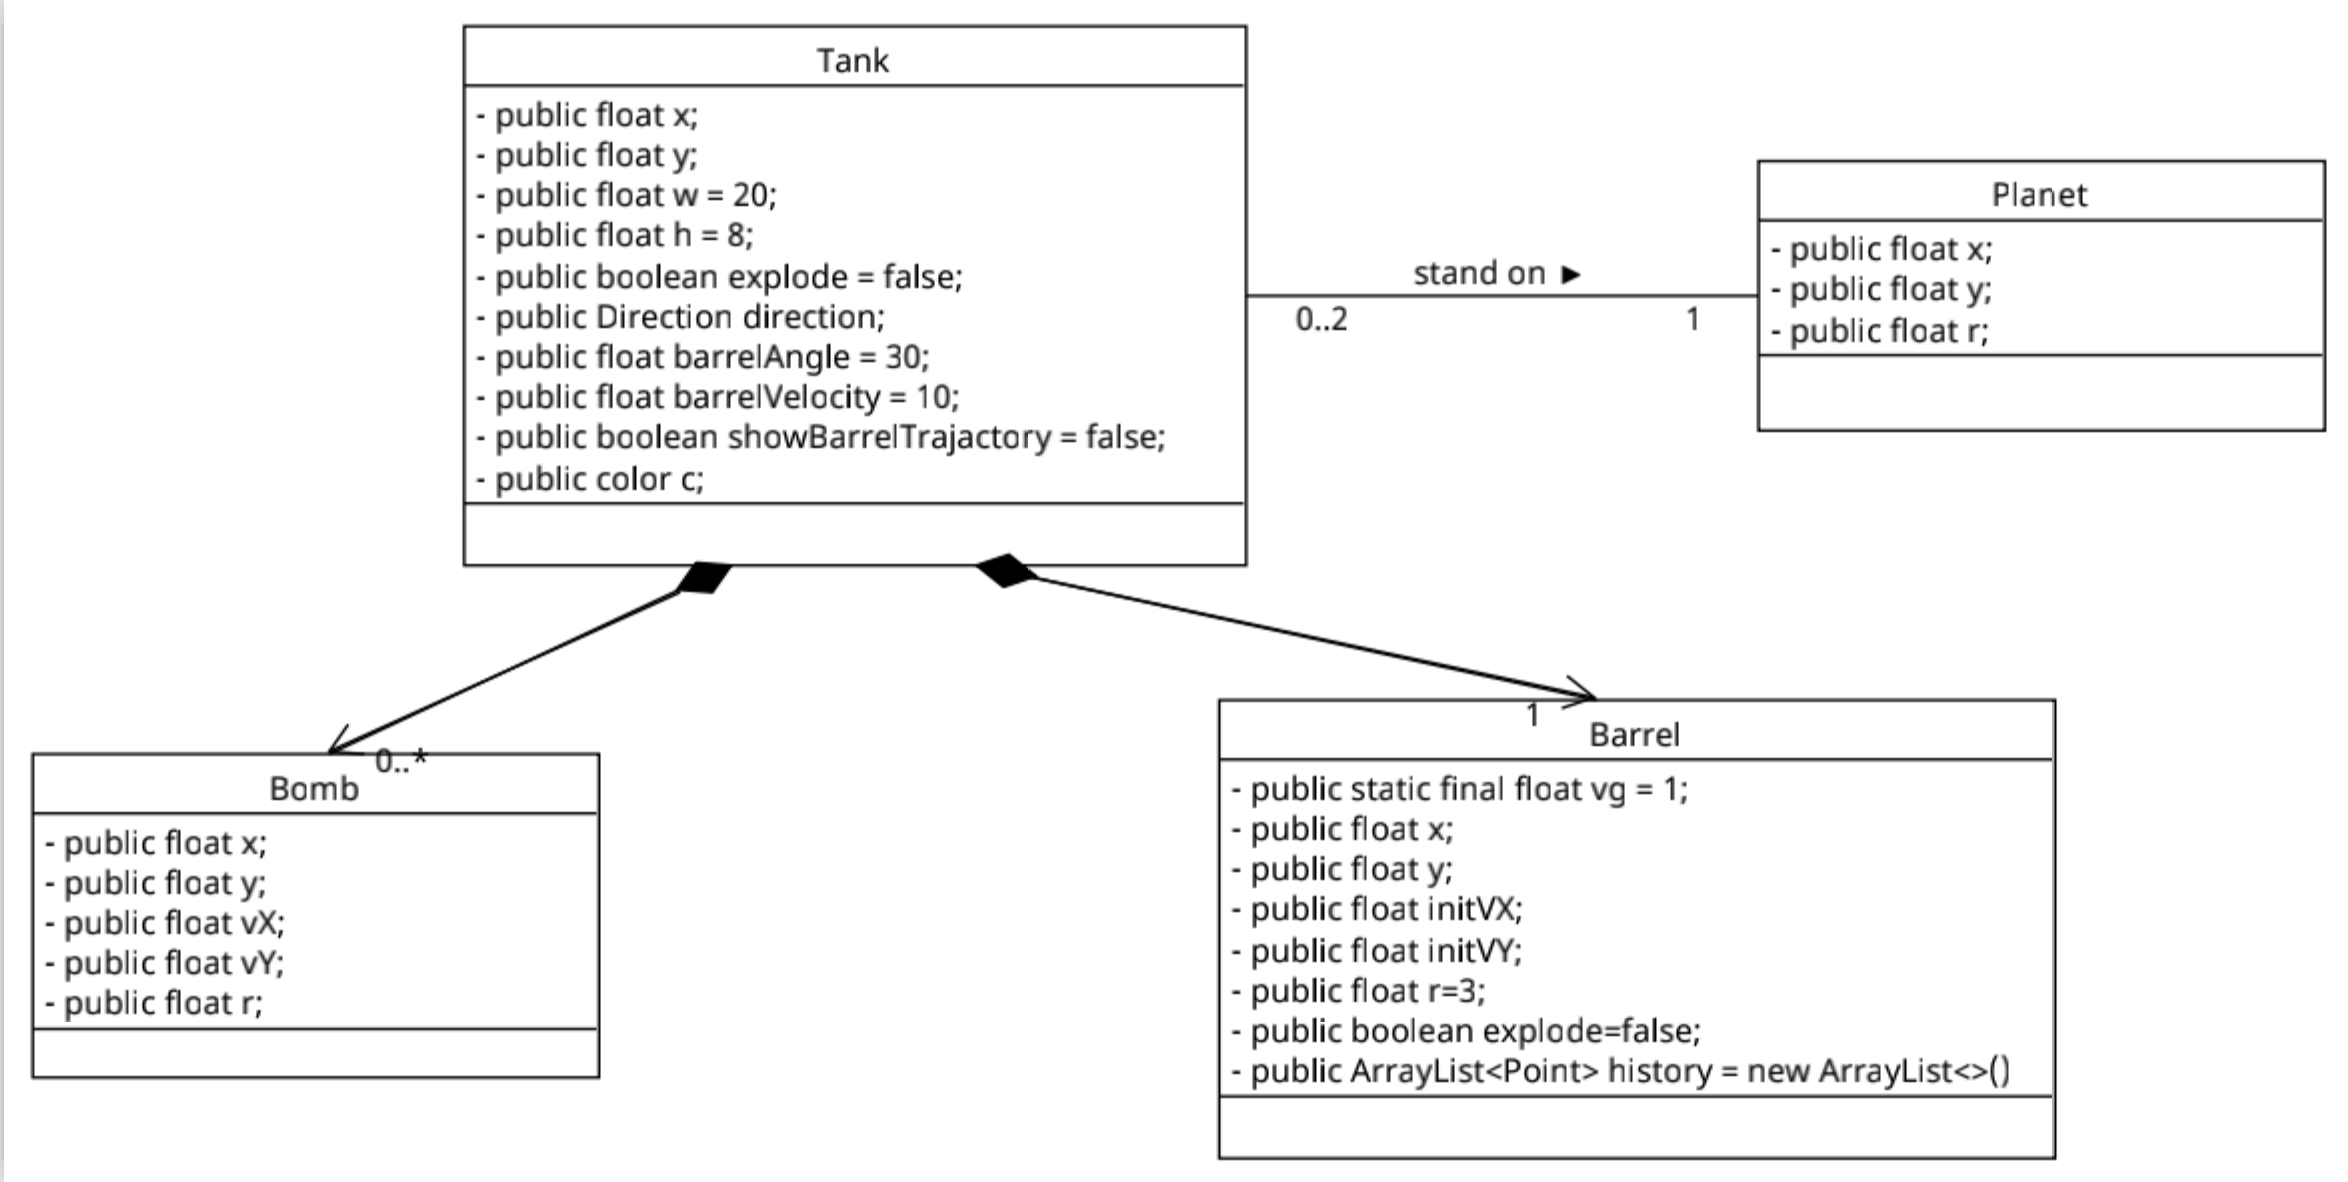 Tank
- public float x;
- public float y;
- public float w = 20;
- public float h = 8;
- public boolean explode = false;
- public Direction direction;
- public float barrelAngle = 30;
- public float barrelVelocity = 10;
- public boolean showBarrelTrajactory = false;
- public color c;
stand on ►
0..2
1
Planet
- public float x;
- public float y;
- public float r;
0..*
Bomb
- public float x;
- public float y;
- public float vX;
- public float vY;
- public float r;
1
Barrel
- public static final float vg = 1;
- public float x;
- public float y;
- public float initVX;
- public float initVY;
- public float r=3;
- public boolean explode=false;
- public ArrayList<Point> history = new ArrayList<>()